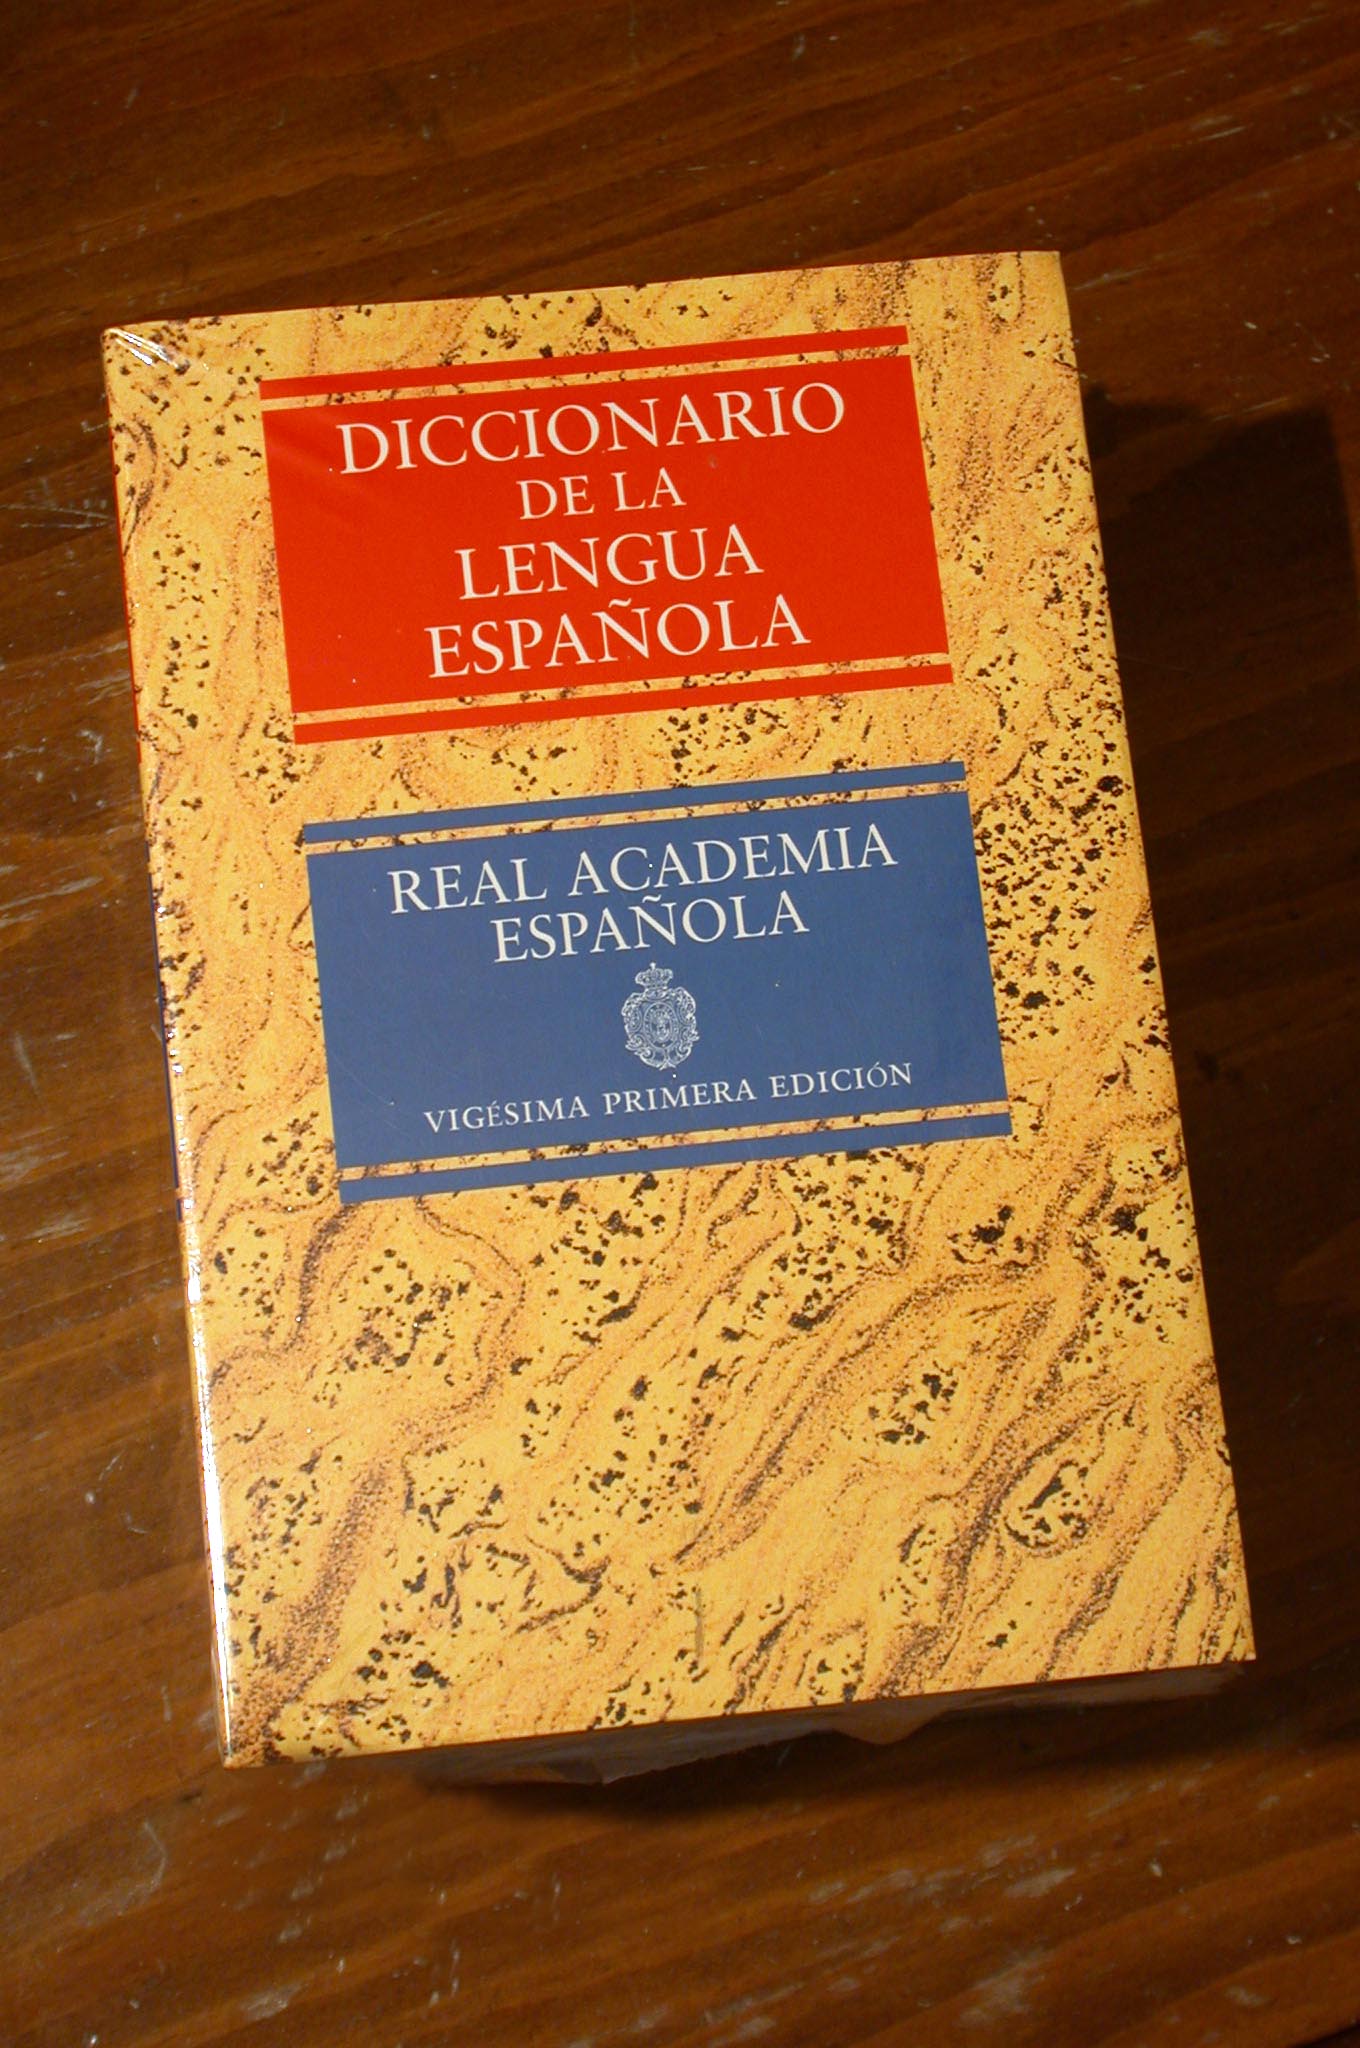 DICCIONARIO
DE LA
LENGUA
ESPAÑOLA
REAL ACADEMIA
ESPAÑOLA
VIGÉSIMA PRIMERA EDICIÓN